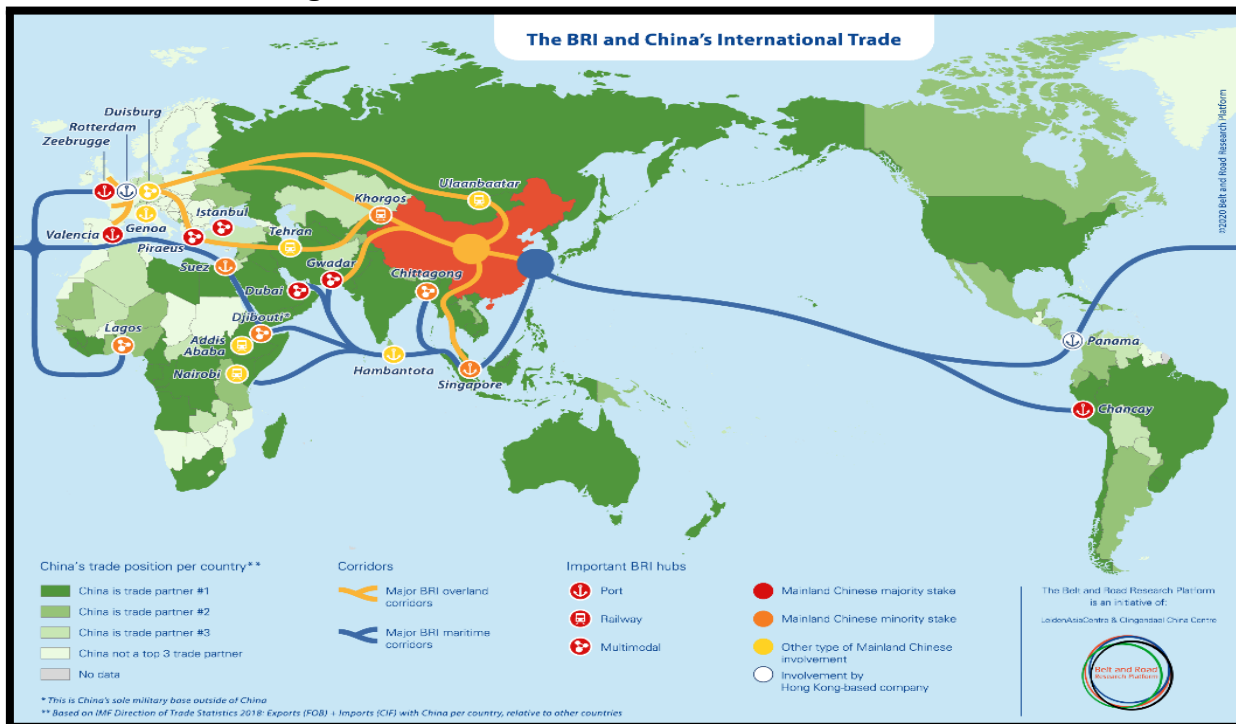 The BRI and China's International Trade
©2020 Belt and Road Research Platform
Duisburg
Rotterdam
Zeebrugge
Ulaanbaatar
Khorgos
Istanbul
Tehran
Genoa
Valencia
Piraeus
Gwadar
Suez
Chittagong
Dubai
Djibouti*
Lagos
Addis
Ababa
Panama
Nairobi
Hambantota
Singapore
Chancay
China's trade position per country**
China is trade partner #1
China is trade partner #2
China is trade partner #3
China not a top 3 trade partner
No data
Corridors
Major BRI overland
corridors
Major BRI maritime
corridors
Important BRI hubs
Port
Railway
Multimodal
Mainland Chinese majority stake
Mainland Chinese minority stake
Other type of Mainland Chinese
involvement
Involvement by
Hong Kong-based company
The Belt and Road Research Platform
is an initiative of:
LeidenAsiaCentre & Clingendael China Centre
Belt and Road
Research Platform
* This is China's sole military base outside of China
** Based on IMF Direction of Trade Statistics 2018: Exports (FOB) + Imports (CIF) with China per country, relative to other countries